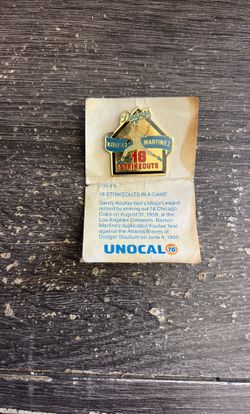 Dodgers
KOUFAX
MARTINEZ
18
STRIKEOUTS
18 STRIKEOUTS IN A GAME.
Sandy Koufax tied a Major League
record by striking out 18 Chicago
Cubs on August 31, 1959, at the
Los Angeles Coliseum. Ramon
Martinez duplicated Koufax' feat
against the Atlanta Braves at
Dodger Stadium on June 4, 1990.
UNOCAL 76